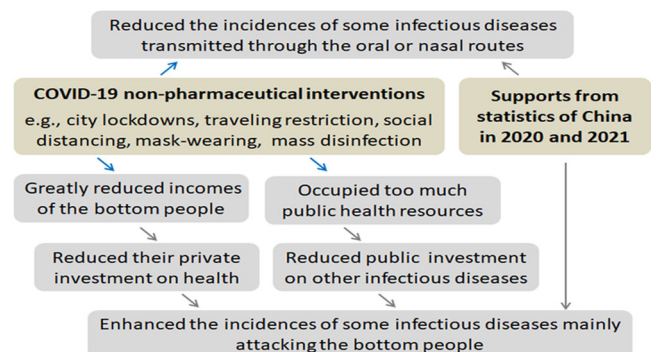 Reduced the incidences of some infectious diseases
transmitted through the oral or nasal routes
COVID-19 non-pharmaceutical interventions
e.g., city lockdowns, traveling restriction, social
distancing, mask-wearing, mass disinfection
Supports from
statistics of China
in 2020 and 2021
Greatly reduced incomes
of the bottom people
Occupied too much
public health resources
Reduced their private
investment on health
Reduced public investment
on other infectious diseases
Enhanced the incidences of some infectious diseases mainly
attacking the bottom people